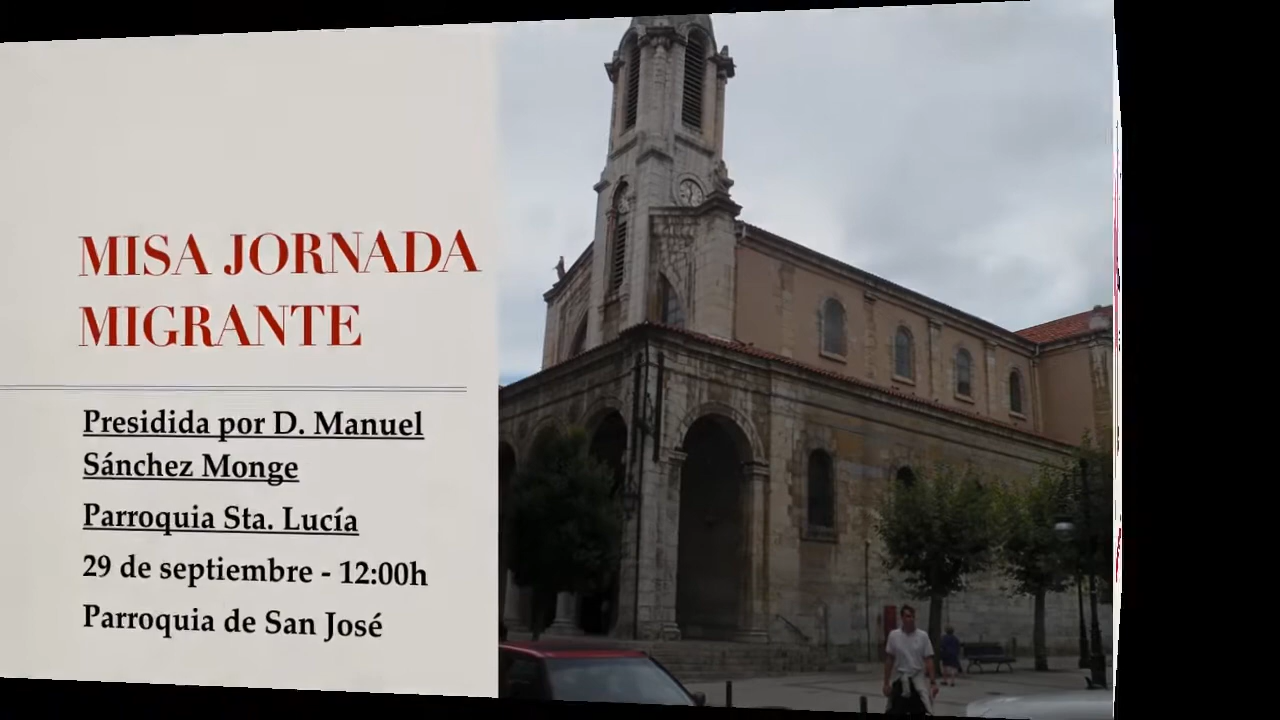 MISA JORNADA
MIGRANTE
Presidida por D. Manuel
Sánchez Monge
Parroquia Sta. Lucía
29 de septiembre - 12:00h
Parroquia de San José